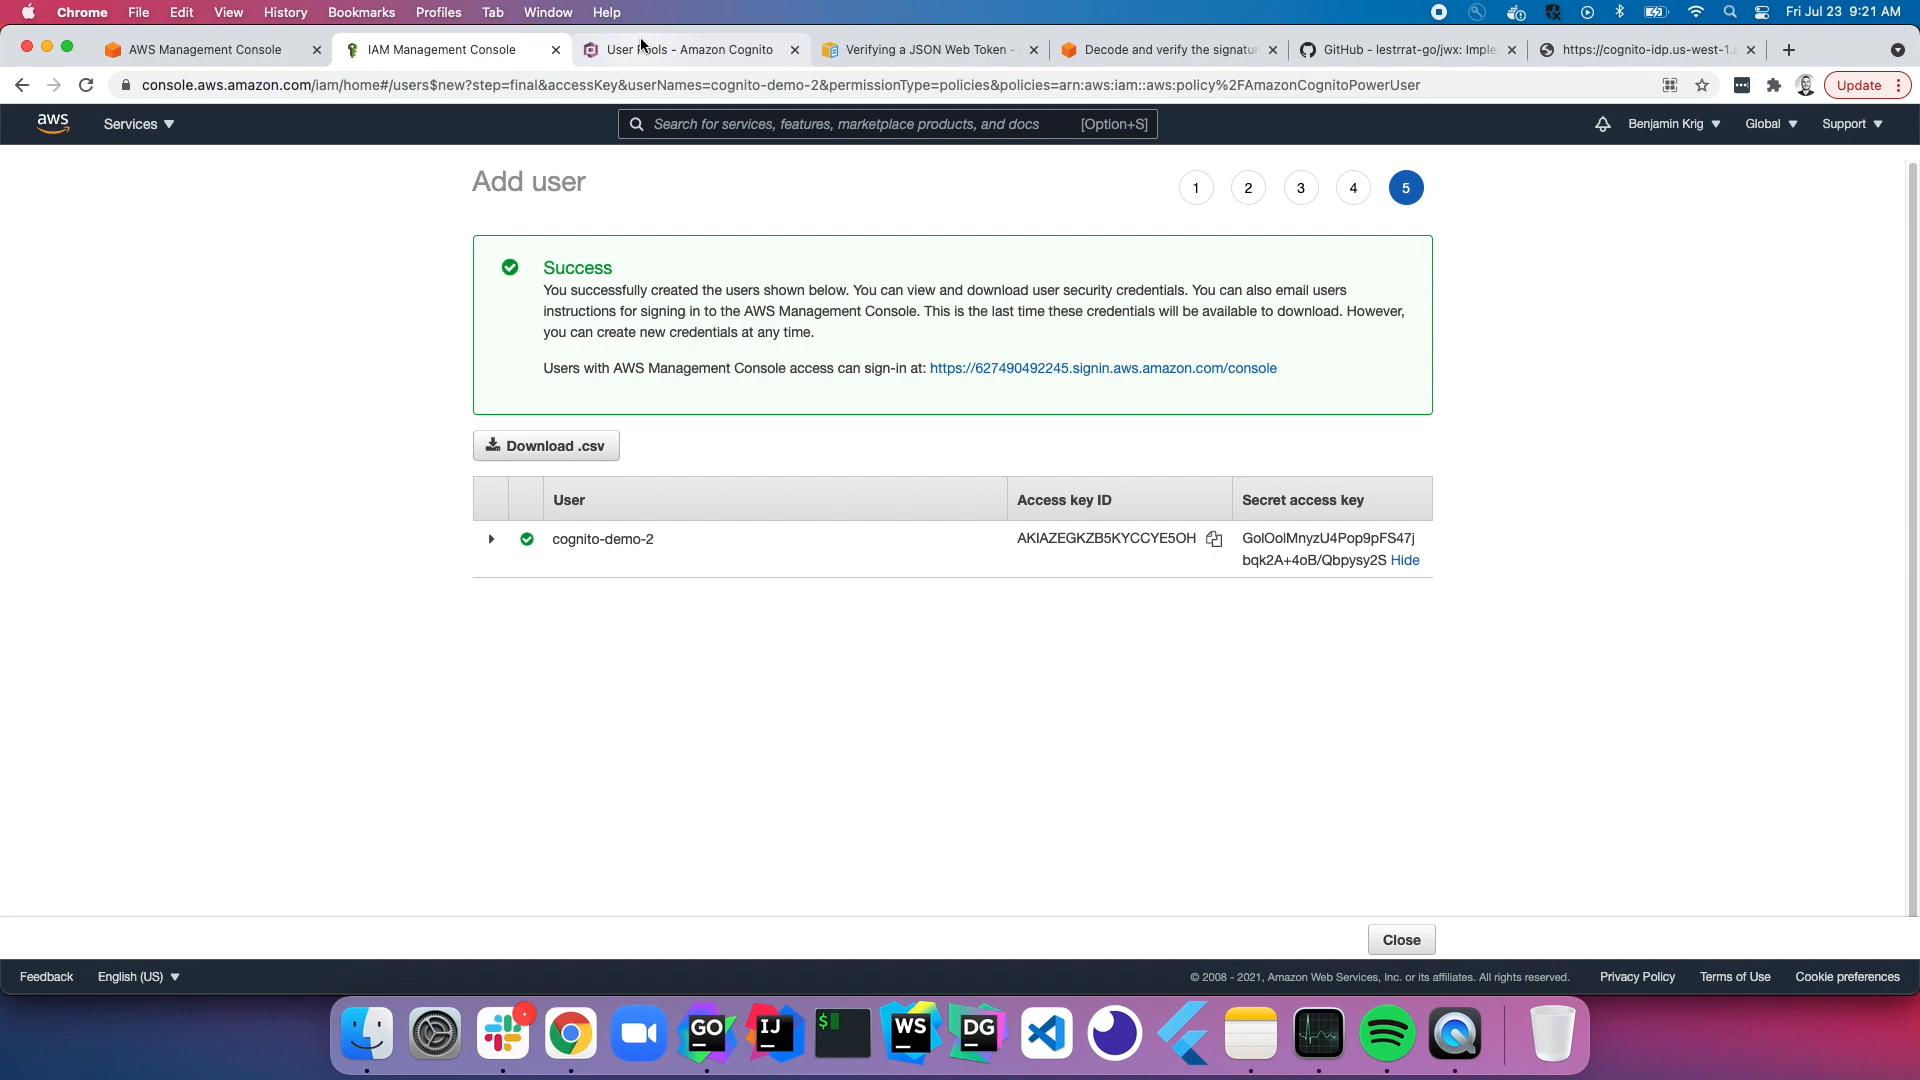 Chrome File Edit View History Bookmarks Profiles Tab Window Help
Fri Jul 23 9:21 AM
AWS Management Console
IAM Management Console
User Pools - Amazon Cognito
Verifying a JSON Web Token -
Decode and verify the signatur
GitHub - lestrrat-go/jwx: Imple
https://cognito-idp.us-west-1.a
console.aws.amazon.com/iam/home#/users$new?step=final&accessKey&userNames=cognito-demo-2&permissionType=policies&policies=arn:aws:iam::aws:policy%2FAmazonCognitoPowerUser
Update
aws
Services
Search for services, features, marketplace products, and docs [Option+S]
Benjamin Krig
Global
Support
Add user
1 2 3 4 5
Success
You successfully created the users shown below. You can view and download user security credentials. You can also email users
instructions for signing in to the AWS Management Console. This is the last time these credentials will be available to download. However,
you can create new credentials at any time.
Users with AWS Management Console access can sign-in at: https://627490492245.signin.aws.amazon.com/console
Download .csv
User Access key ID Secret access key
cognito-demo-2 AKIAZEGKZB5KYCCYE5OH GolOolMnyzU4Pop9pFS47j
bqk2A+4oB/Qbpysy2S Hide
Close
Feedback English (US)
© 2008 - 2021, Amazon Web Services, Inc. or its affiliates. All rights reserved. Privacy Policy Terms of Use Cookie preferences
GO IJ $ WS DG